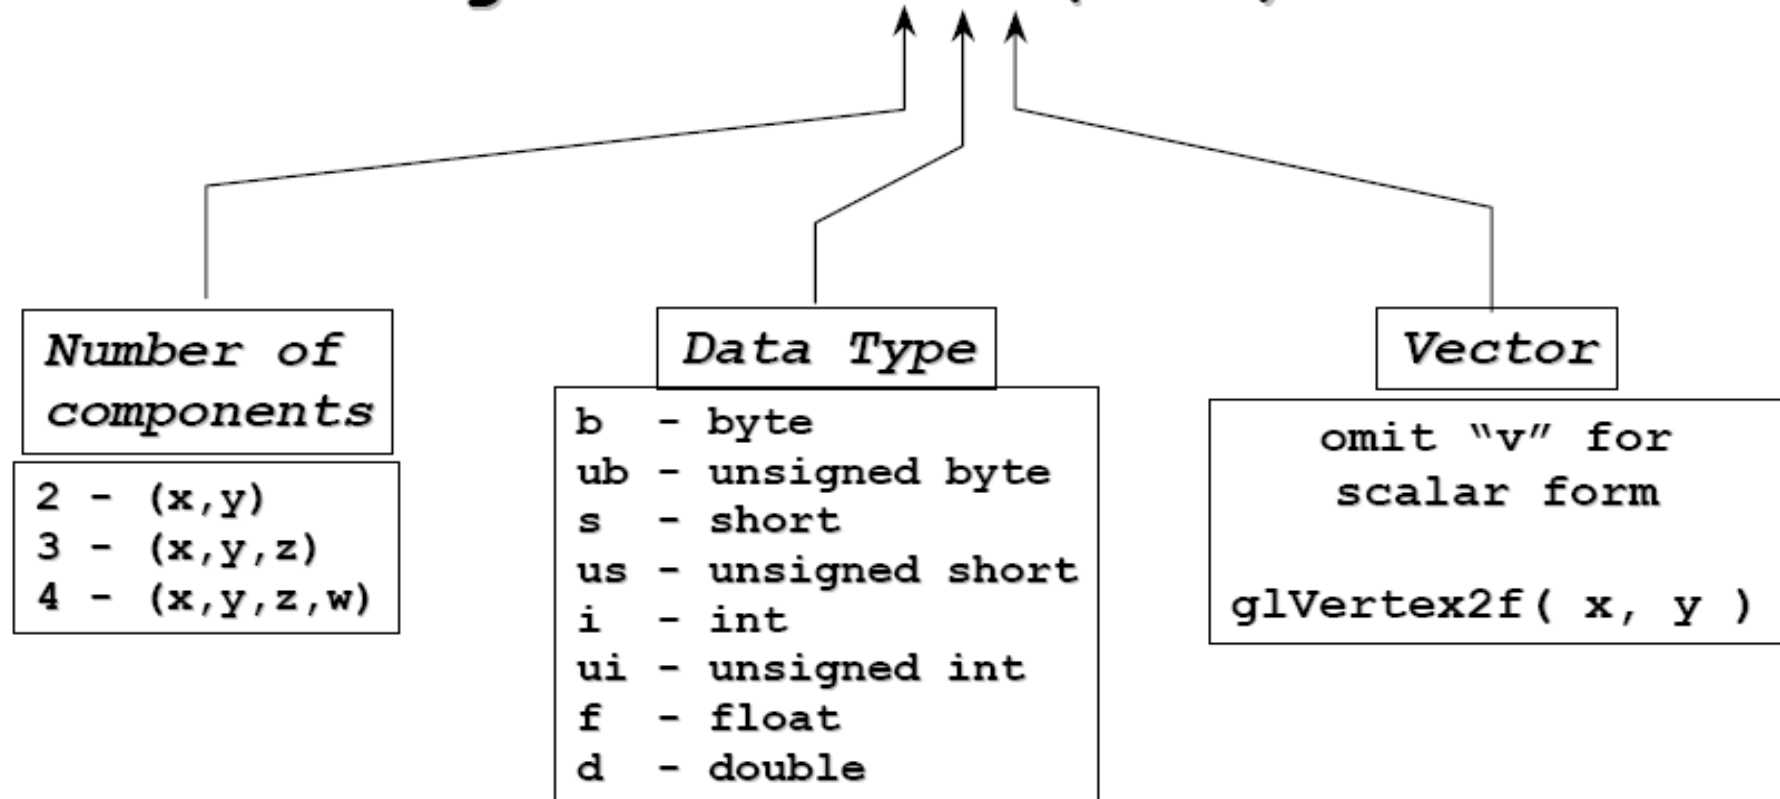 Number of
components
2 - (x,y)
3 - (x,y,z)
4 - (x,y,z,w)
Data Type
b - byte
ub - unsigned byte
s - short
us - unsigned short
i - int
ui - unsigned int
f - float
d - double
Vector
omit “v” for
scalar form
glVertex2f( x, y )